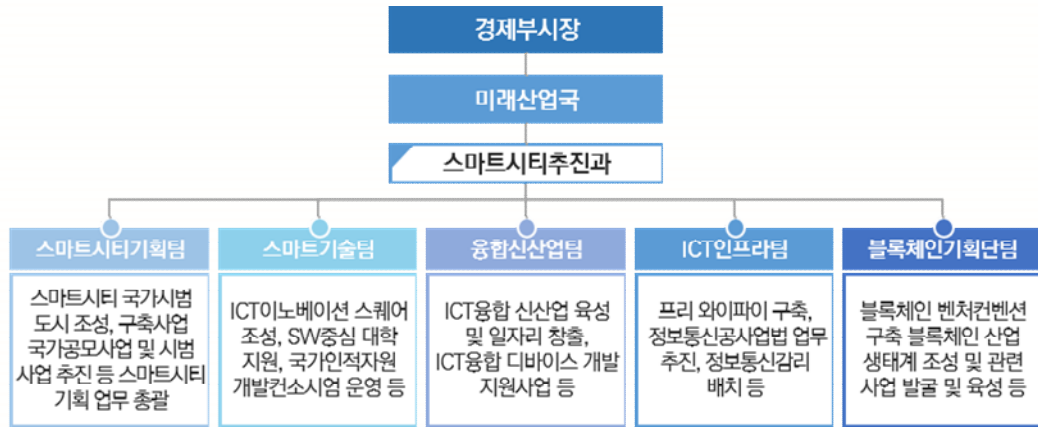 경제부시장
미래산업국
스마트시티추진과
스마트시티기획팀
스마트시티 국가시범
도시 조성, 구축사업
국가공모사업 및 시범
사업 추진 등 스마트시티
기획 업무 총괄
스마트기술팀
ICT이노베이션 스퀘어
조성, SW중심 대학
지원, 국가인적자원
개발컨소시엄 운영 등
융합신산업팀
ICT융합 신산업 육성
및 일자리 창출,
ICT융합 디바이스 개발
지원사업 등
ICT인프라팀
프리 와이파이 구축,
정보통신공사업법 업무
추진, 정보통신감리
배치 등
블록체인기획단팀
블록체인 벤처컨벤션
구축 블록체인 산업
생태계 조성 및 관련
사업 발굴 및 육성 등